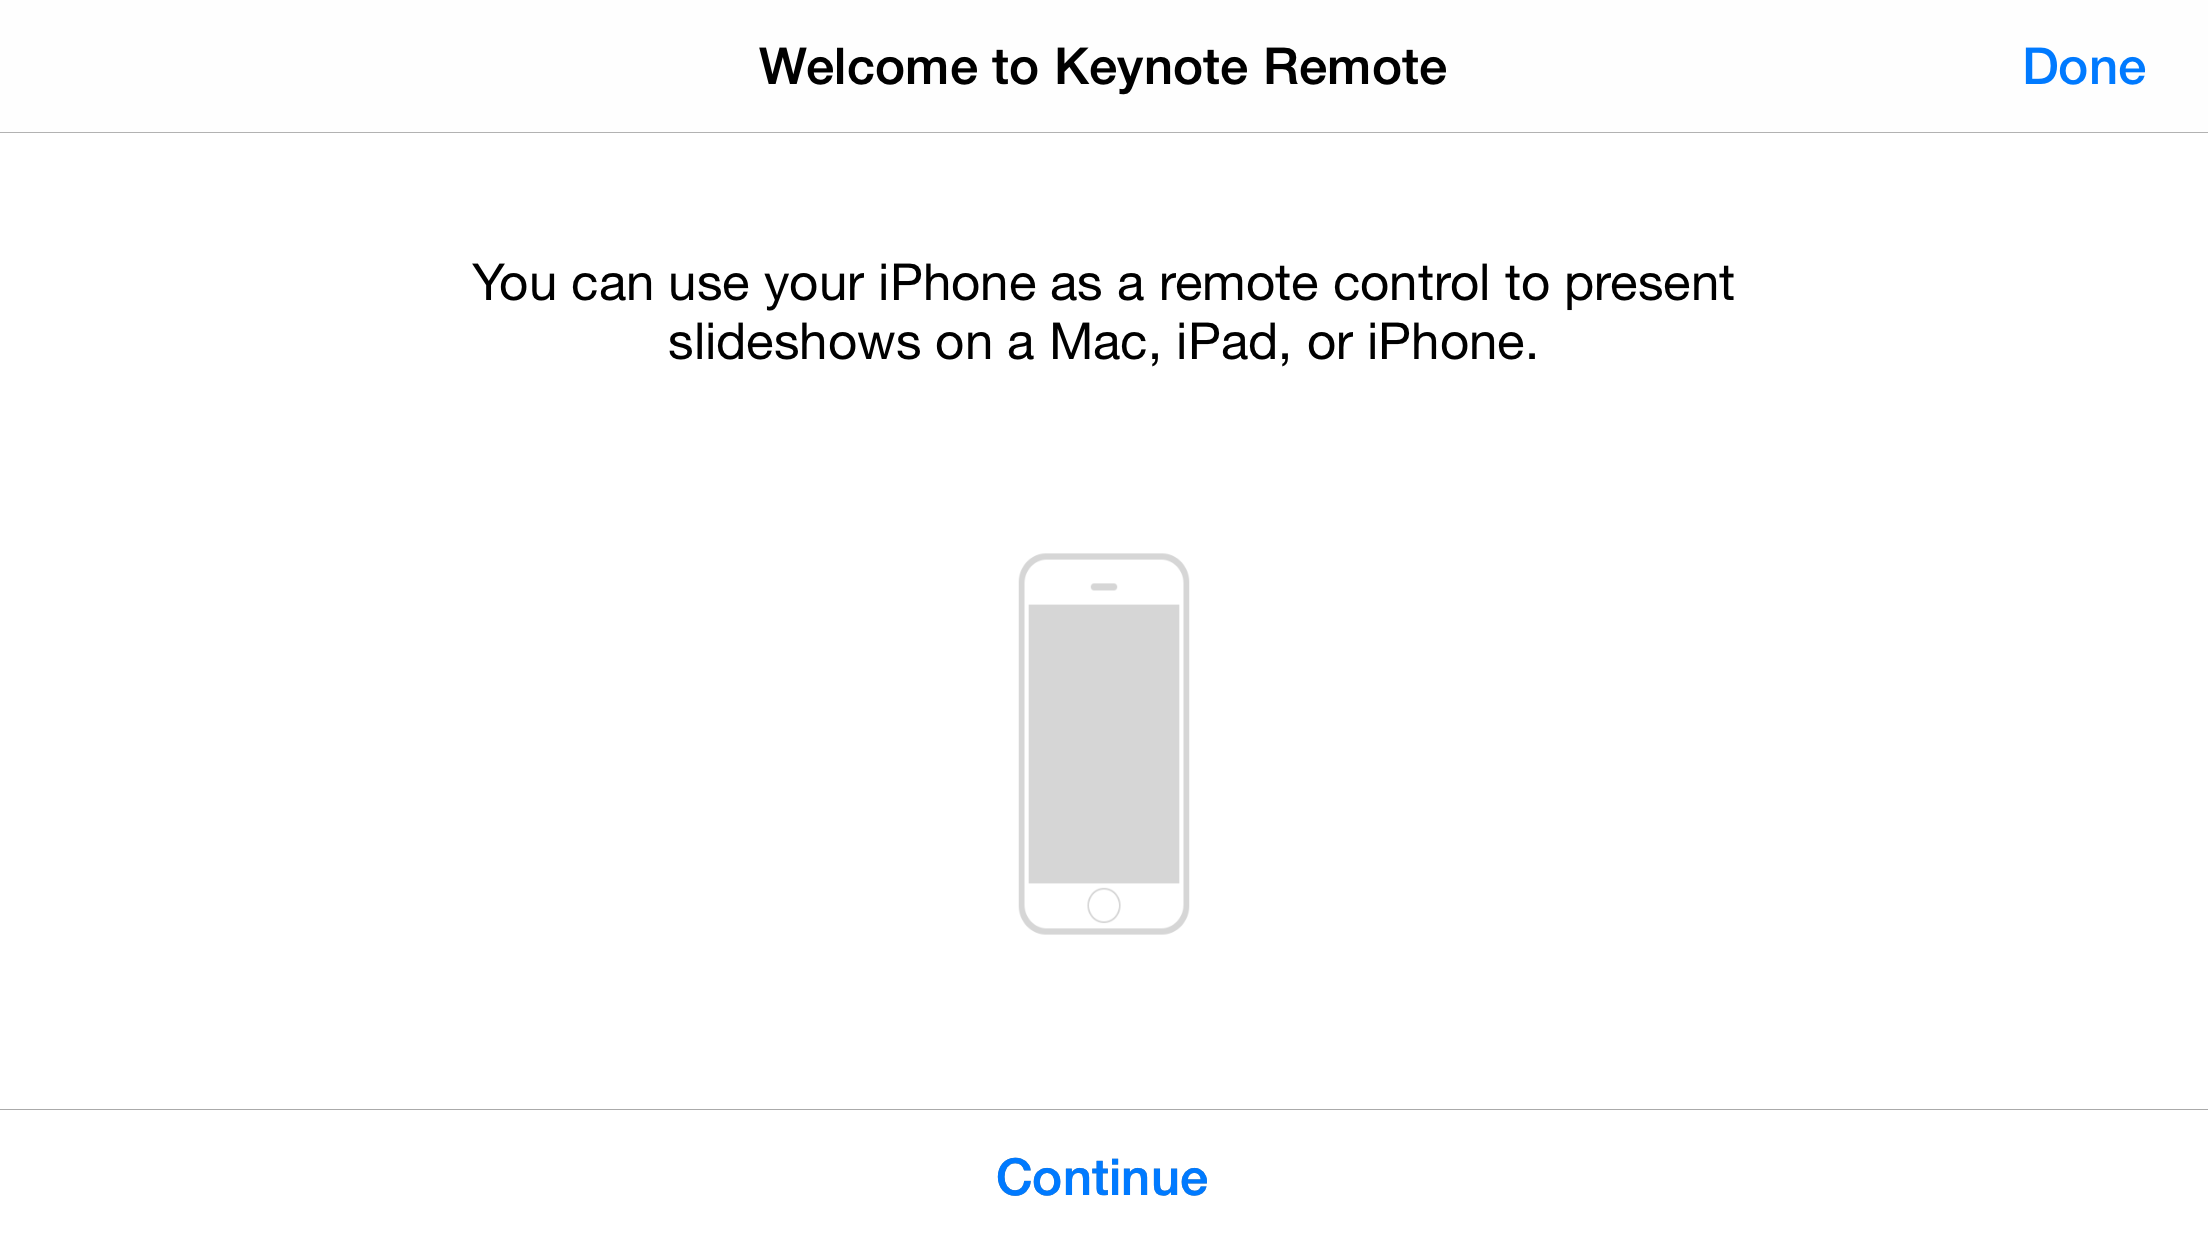 Welcome to Keynote Remote
Done
You can use your iPhone as a remote control to present
slideshows on a Mac, iPad, or iPhone.
Continue